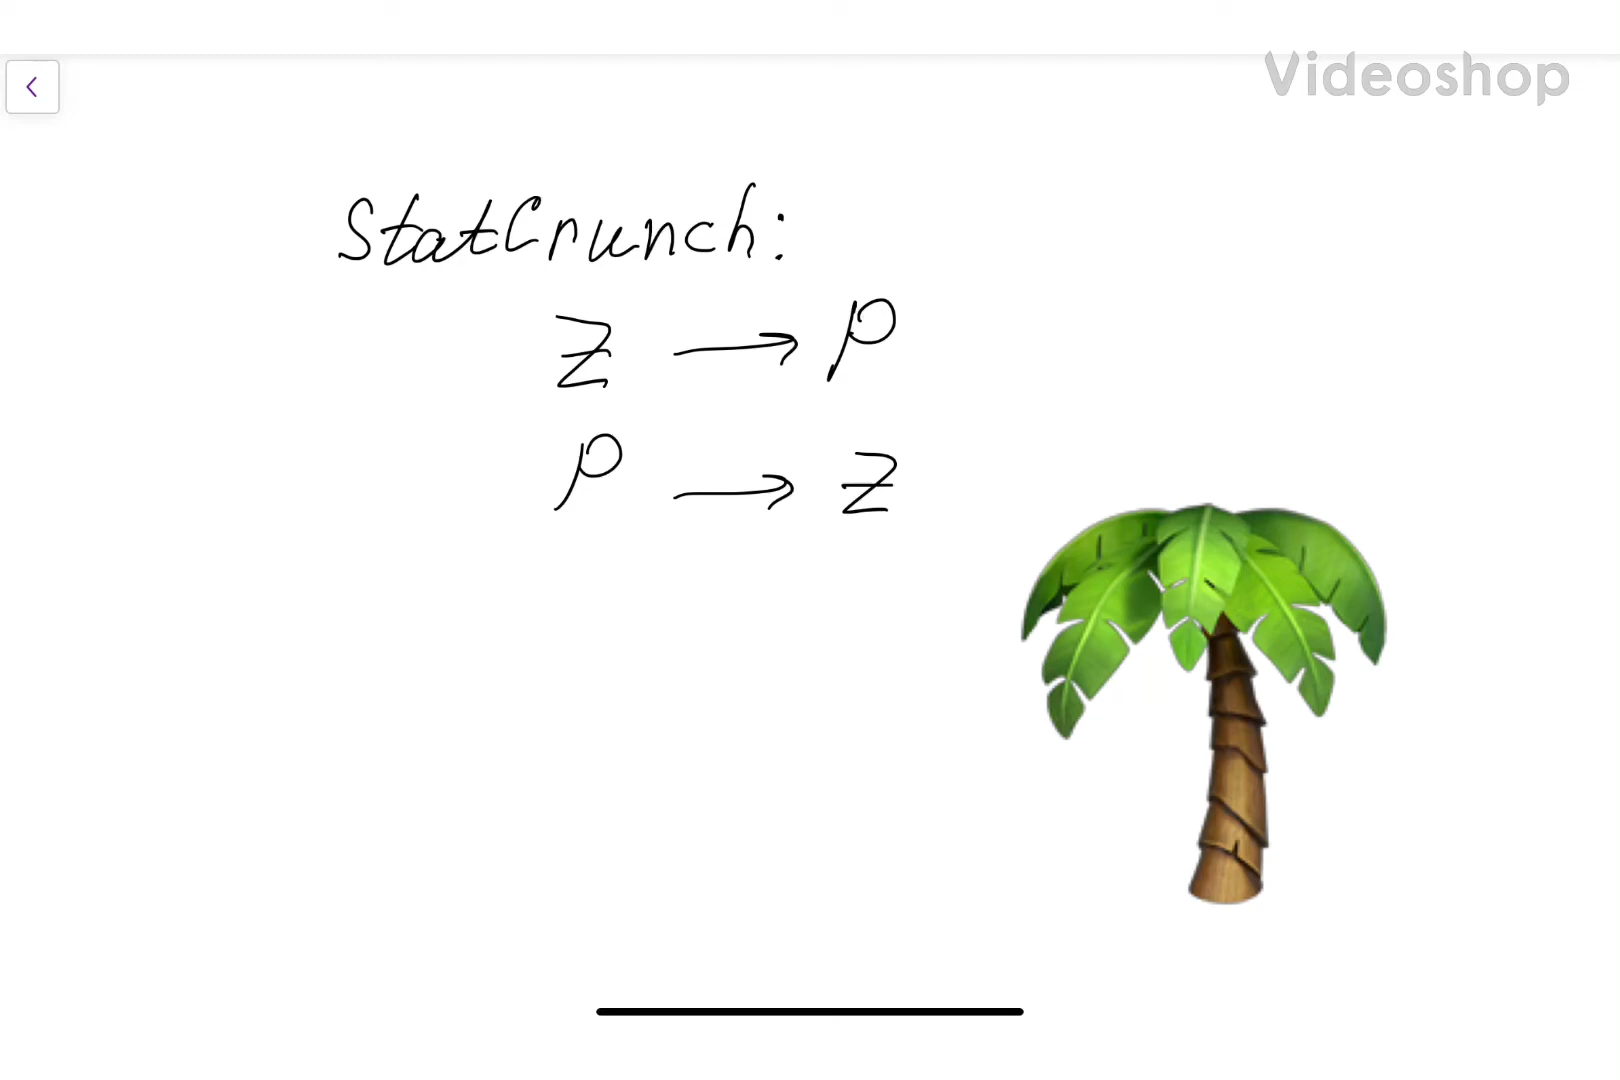 Videoshop
StatCrunch:
Z → P
P → Z